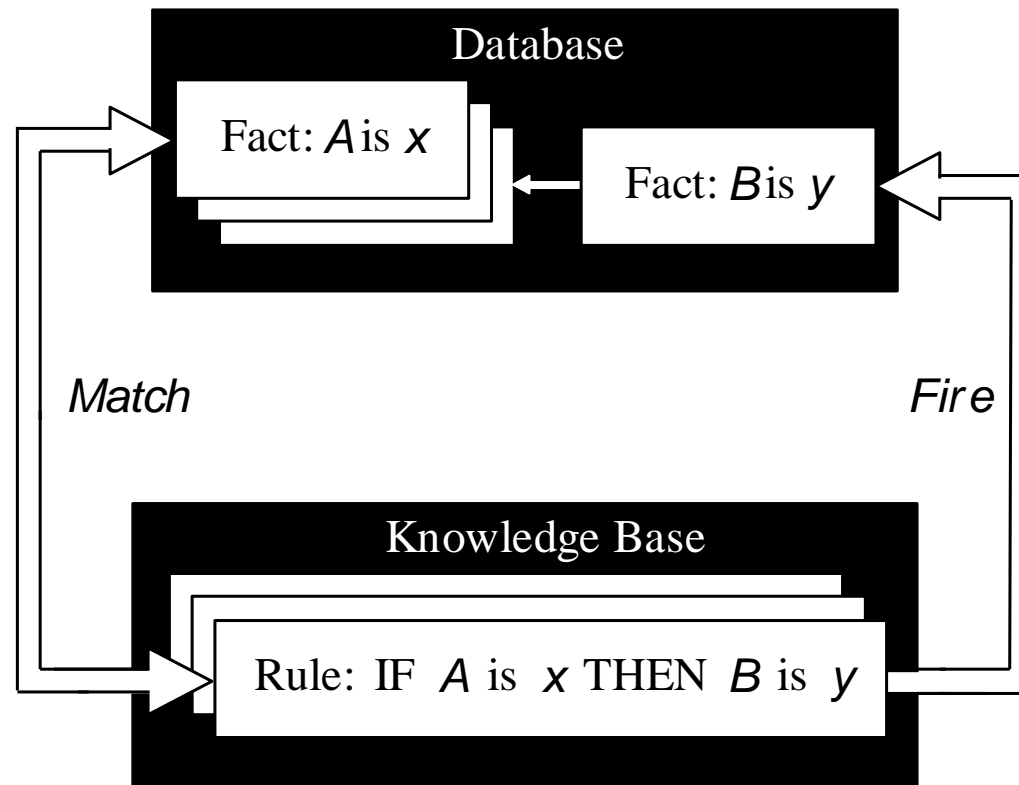 Database
Fact: A is x
Fact: B is y
Match
Fire
Knowledge Base
Rule: IF A is x THEN B is y